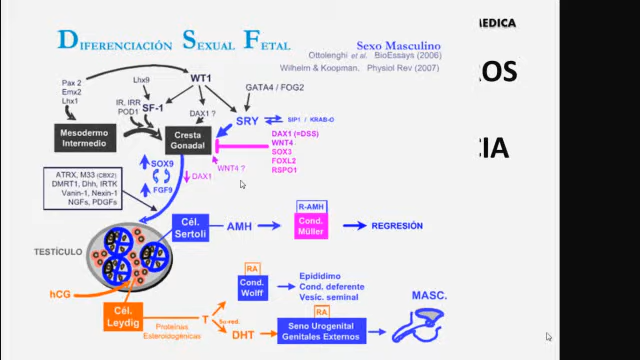 DIFERENCIACIÓN SEXUAL FETAL
Sexo Masculino
Ottolenghi et al. BioEssays (2006)
Wilhelm & Koopman, Physiol Rev (2007)
MEDICA
OS
IA
Pax 2
Emx2
Lhx1
Lhx9
WT1
GATA4 / FOG2
IR, IRR
POD1
SF-1
DAX1 ?
SRY
SIP1 / KRAB-O
Mesodermo
Intermedio
Cresta
Gonadal
DAX1 (=DSS)
WNT4
SOX3
FOXL2
RSPO1
SOX9
FGF9
DAX1
WNT4 ?
ATRX, M33 (CBX2)
DMRT1, Dhh, IRTK
Vanin-1, Nexin-1
NGFs, PDGFs
TESTÍCULO
Cél.
Sertoli
AMH
R-AMH
Cond.
Müller
REGRESIÓN
hCG
Cél.
Leydig
Proteínas
Esteroidogénicas
T
5α-red.
DHT
RA
Cond.
Wolff
Epidídimo
Cond. deferente
Vesic. seminal
RA
Seno Urogenital
Genitales Externos
MASC.